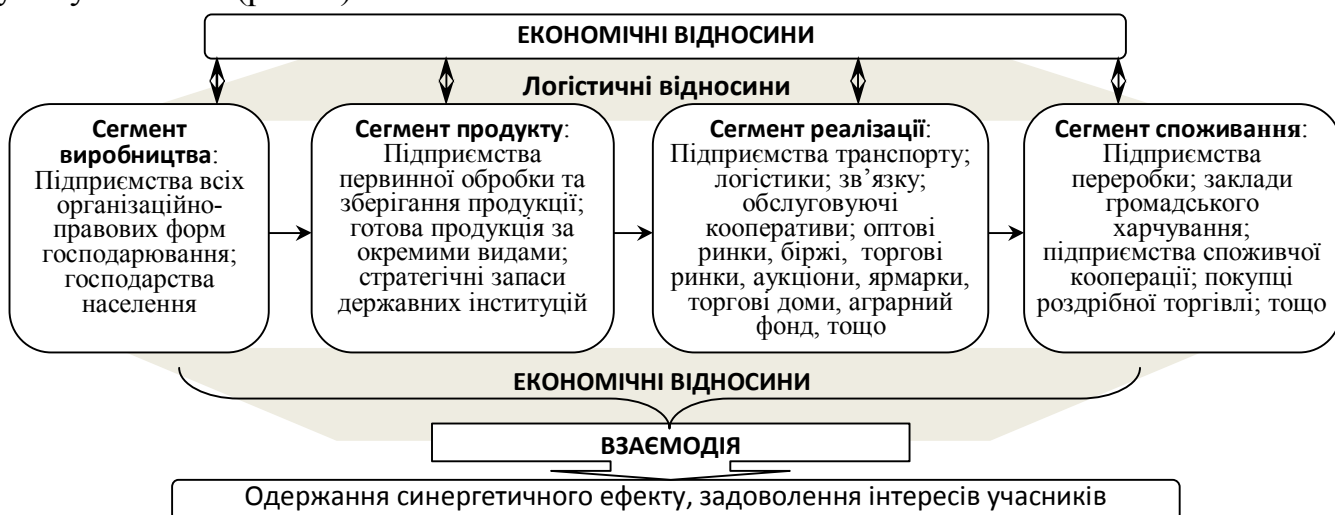 ЕКОНОМІЧНІ ВІДНОСИНИ
Логістичні відносини
Сегмент
виробництва:
Підприємства всіх
організаційно-
правових форм
господарювання;
господарства
населення
Сегмент продукту:
Підприємства
первинної обробки та
зберігання продукції;
готова продукція за
окремими видами;
стратегічні запаси
державних інституцій
Сегмент реалізації:
Підприємства транспорту;
логістики; зв’язку;
обслуговуючі
кооперативи; оптові
ринки, біржі, торгові
ринки, аукціони, ярмарки,
торгові доми, аграрний
фонд, тощо
Сегмент споживання:
Підприємства
переробки; заклади
громадського
харчування;
підприємства споживчої
кооперації; покупці
роздрібної торгівлі; тощо
ЕКОНОМІЧНІ ВІДНОСИНИ
ВЗАЄМОДІЯ
Одержання синергетичного ефекту, задоволення інтересів учасників